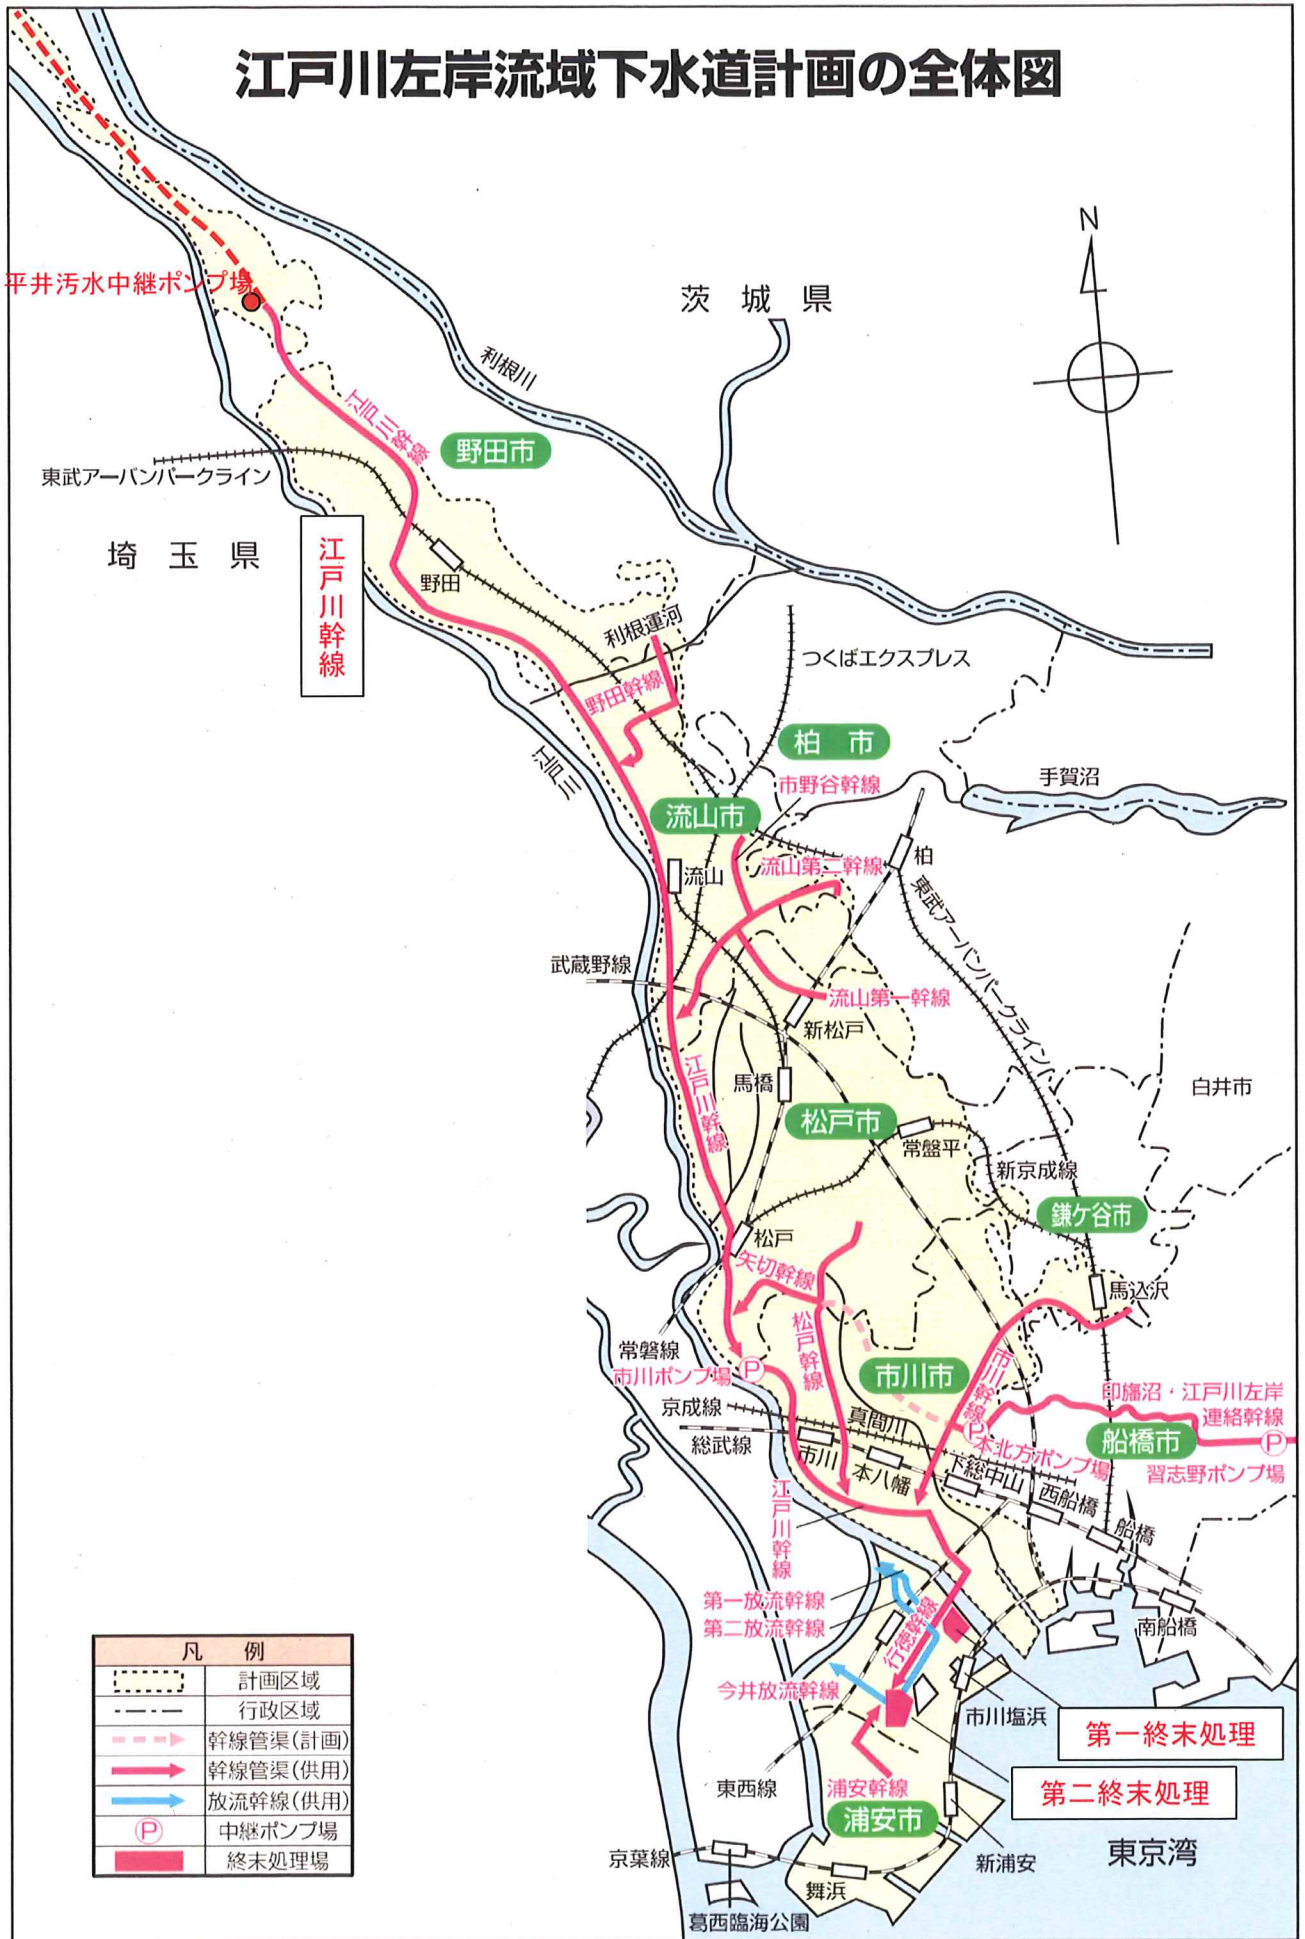 江戸川左岸流域下水道計画の全体図
N
平井汚水中継ポンプ場
茨城県
利根川
江戸川幹線
野田市
東武アーバンパークライン
埼玉県
江戸川幹線
野田
利根運河
つくばエクスプレス
野田幹線
江戸川
柏市
手賀沼
市野谷幹線
流山市
柏
流山第二幹線
流山
東武アーバンパークライン
武蔵野線
流山第一幹線
新松戸
江戸川幹線
馬橋
白井市
松戸市
常盤平
新京成線
鎌ケ谷市
松戸
矢切幹線
馬込沢
松戸幹線
常磐線
市川幹線
市川ポンプ場
P
市川市
印旛沼・江戸川左岸
連絡幹線
京成線
真間川
P
本北方ポンプ場
船橋市
P
総武線
市川
本八幡
下総中山
習志野ポンプ場
西船橋
船橋
江戸川幹線
第一放流幹線
第二放流幹線
行徳幹線
南船橋
今井放流幹線
市川塩浜
第一終末処理
東西線
浦安幹線
第二終末処理
浦安市
東京湾
京葉線
新浦安
舞浜
葛西臨海公園
凡例
計画区域
行政区域
幹線管渠(計画)
幹線管渠(供用)
放流幹線(供用)
P 中継ポンプ場
終末処理場